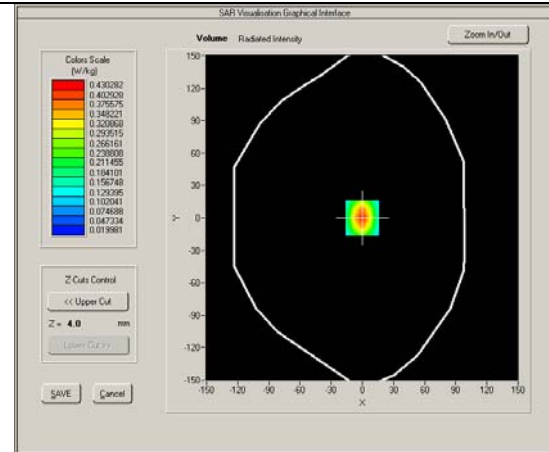 SAR Visualisation Graphical Interface
Volume Radiated Intensity
Zoom In/Out
Colors Scale
(W/kg)
0.430282
0.402928
0.375575
0.348221
0.320868
0.293515
0.266161
0.238808
0.211455
0.184101
0.156748
0.129395
0.102041
0.074688
0.047334
0.019981
Z-Cuts Control
<< Upper Cut
Z = 4.0 mm
Lower Cut >>
SAVE
Cancel
150
120
90
60
30
0
-30
-60
-90
-120
-150
Y
-150 -120 -90 -60 -30 0 30 60 90 120 150
X